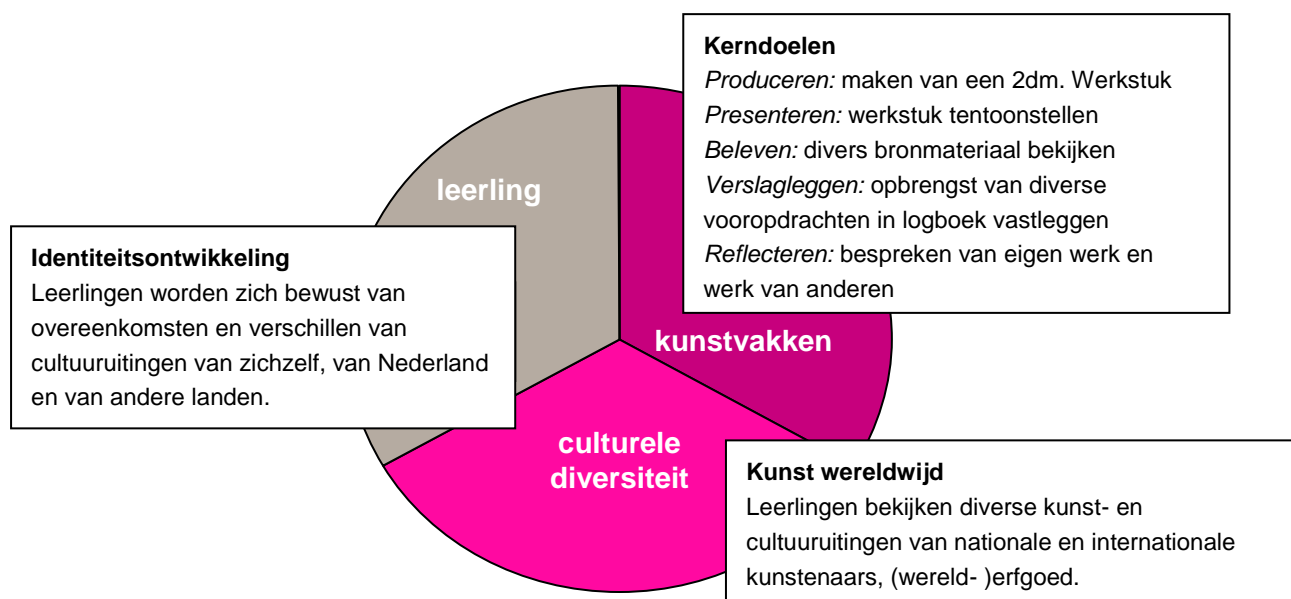 Kerndoelen
Produceren: maken van een 2dm. Werkstuk
Presenteren: werkstuk tentoonstellen
Beleven: divers bronmateriaal bekijken
Verslagleggen: opbrengst van diverse
vooropdrachten in logboek vastleggen
Reflecteren: bespreken van eigen werk en
werk van anderen
leerling
Identiteitsontwikkeling
Leerlingen worden zich bewust van
overeenkomsten en verschillen van
cultuuruitingen van zichzelf, van Nederland
en van andere landen.
kunstvakken
culturele
diversiteit
Kunst wereldwijd
Leerlingen bekijken diverse kunst- en
cultuuruitingen van nationale en internationale
kunstenaars, (wereld- )erfgoed.